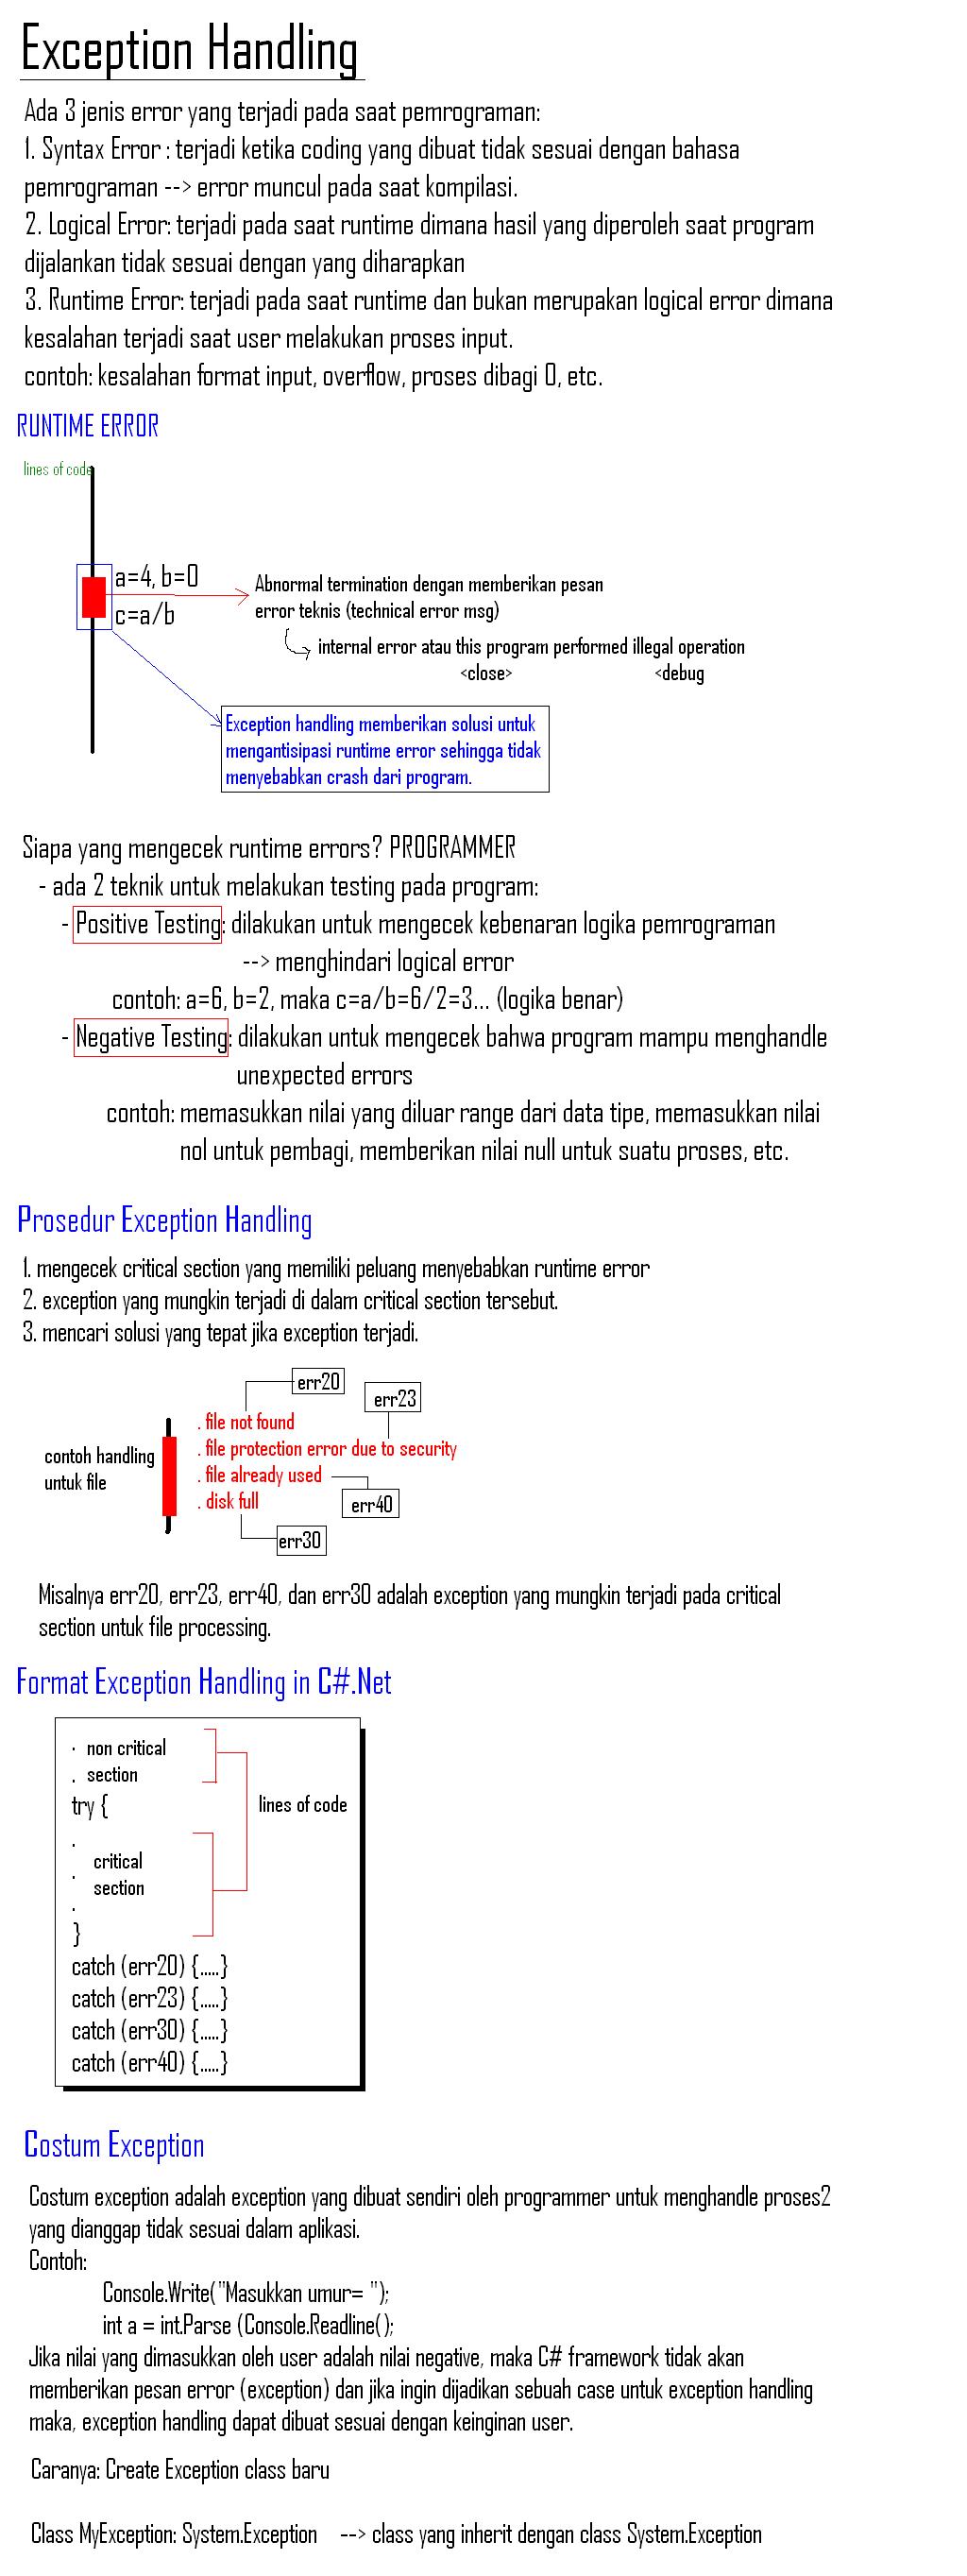 Exception Handling
Ada 3 jenis error yang terjadi pada saat pemrograman:
1. Syntax Error : terjadi ketika coding yang dibuat tidak sesuai dengan bahasa
pemrograman --> error muncul pada saat kompilasi.
2. Logical Error: terjadi pada saat runtime dimana hasil yang diperoleh saat program
dijalankan tidak sesuai dengan yang diharapkan
3. Runtime Error: terjadi pada saat runtime dan bukan merupakan logical error dimana
kesalahan terjadi saat user melakukan proses input.
contoh: kesalahan format input, overflow, proses dibagi 0, etc.
RUNTIME ERROR
lines of code
a=4, b=0
c=a/b
Abnormal termination dengan memberikan pesan
error teknis (technical error msg)
internal error atau this program performed illegal operation
<close> <debug
Exception handling memberikan solusi untuk
mengantisipasi runtime error sehingga tidak
menyebabkan crash dari program.
Siapa yang mengecek runtime errors? PROGRAMMER
- ada 2 teknik untuk melakukan testing pada program:
- Positive Testing: dilakukan untuk mengecek kebenaran logika pemrograman
--> menghindari logical error
contoh: a=6, b=2, maka c=a/b=6/2=3... (logika benar)
- Negative Testing: dilakukan untuk mengecek bahwa program mampu menghandle
unexpected errors
contoh: memasukkan nilai yang diluar range dari data tipe, memasukkan nilai
nol untuk pembagi, memberikan nilai null untuk suatu proses, etc.
Prosedur Exception Handling
1. mengecek critical section yang memiliki peluang menyebabkan runtime error
2. exception yang mungkin terjadi di dalam critical section tersebut.
3. mencari solusi yang tepat jika exception terjadi.
err20
err23
contoh handling
untuk file
. file not found
. file protection error due to security
. file already used
. disk full
err40
err30
Misalnya err20, err23, err40, dan err30 adalah exception yang mungkin terjadi pada critical
section untuk file processing.
Format Exception Handling in C#.Net
. non critical
. section
try {
lines of code
.
. critical
section
.
}
catch (err20) {.....}
catch (err23) {.....}
catch (err30) {.....}
catch (err40) {.....}
Costum Exception
Costum exception adalah exception yang dibuat sendiri oleh programmer untuk menghandle proses2
yang dianggap tidak sesuai dalam aplikasi.
Contoh:
Console.Write("Masukkan umur= ");
int a = int.Parse (Console.Readline();
Jika nilai yang dimasukkan oleh user adalah nilai negative, maka C# framework tidak akan
memberikan pesan error (exception) dan jika ingin dijadikan sebuah case untuk exception handling
maka, exception handling dapat dibuat sesuai dengan keinginan user.
Caranya: Create Exception class baru
Class MyException: System.Exception --> class yang inherit dengan class System.Exception